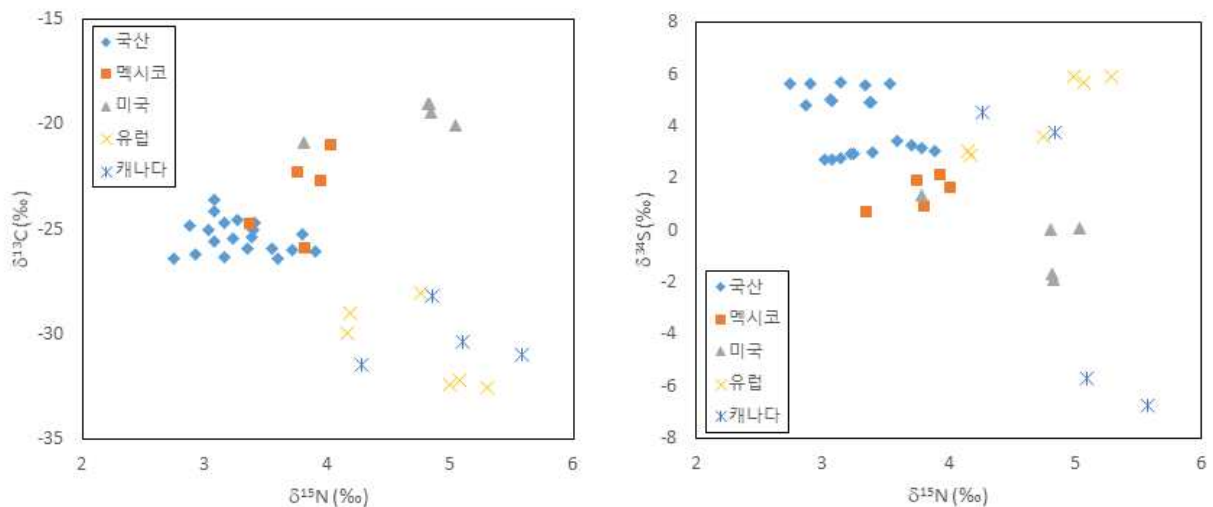 -15
-20
-25
-30
-35
δ¹³C (‰)
국산
멕시코
미국
유럽
캐나다
2 3 4 5 6
δ¹⁵N (‰)
8
6
4
2
0
-2
-4
-6
-8
δ³⁴S (‰)
국산
멕시코
미국
유럽
캐나다
2 3 4 5 6
δ¹⁵N (‰)